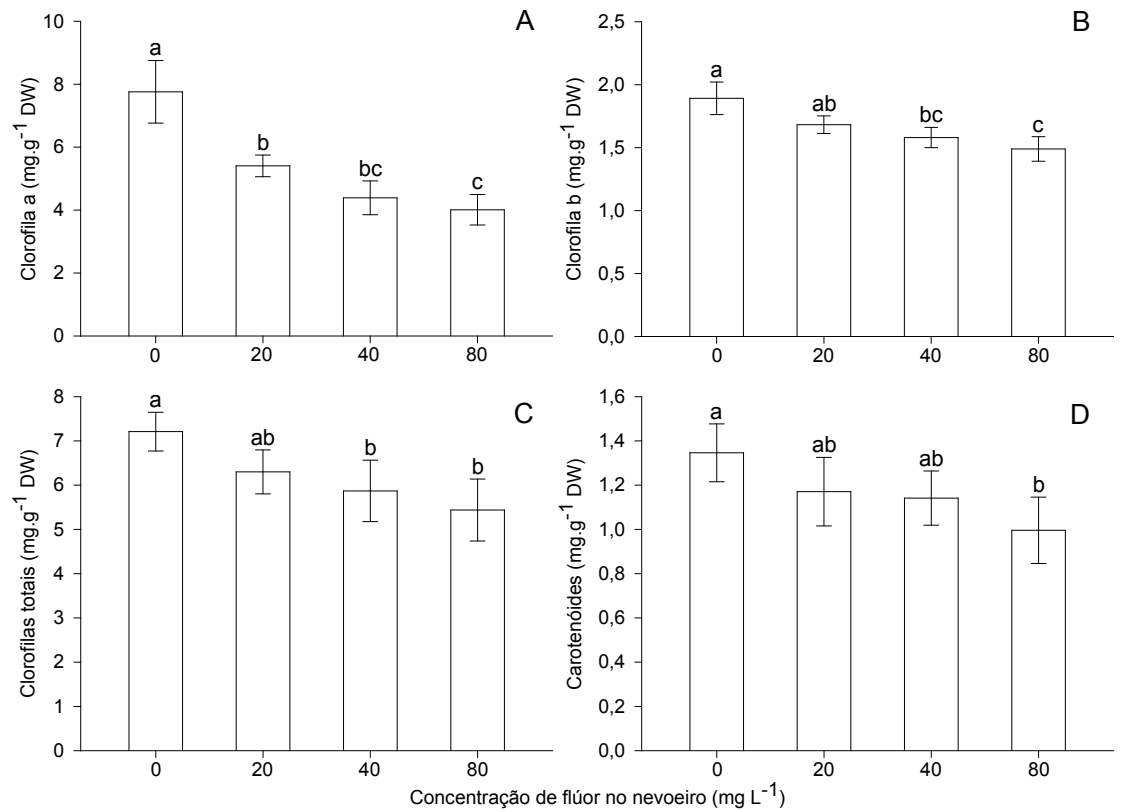 A
Clorofila a (mg.g-1 DW)
10
8
6
4
2
0
a
b
bc
c
0 20 40 80
B
Clorofila b (mg.g-1 DW)
2,5
2,0
1,5
1,0
0,5
0,0
a
ab
bc
c
0 20 40 80
C
Clorofilas totais (mg.g-1 DW)
8
7
6
5
4
3
2
1
0
a
ab
b
b
0 20 40 80
D
Carotenóides (mg.g-1 DW)
1,6
1,4
1,2
1,0
0,8
0,6
0,4
0,2
0,0
a
ab
ab
b
0 20 40 80
Concentração de flúor no nevoeiro (mg L-1)